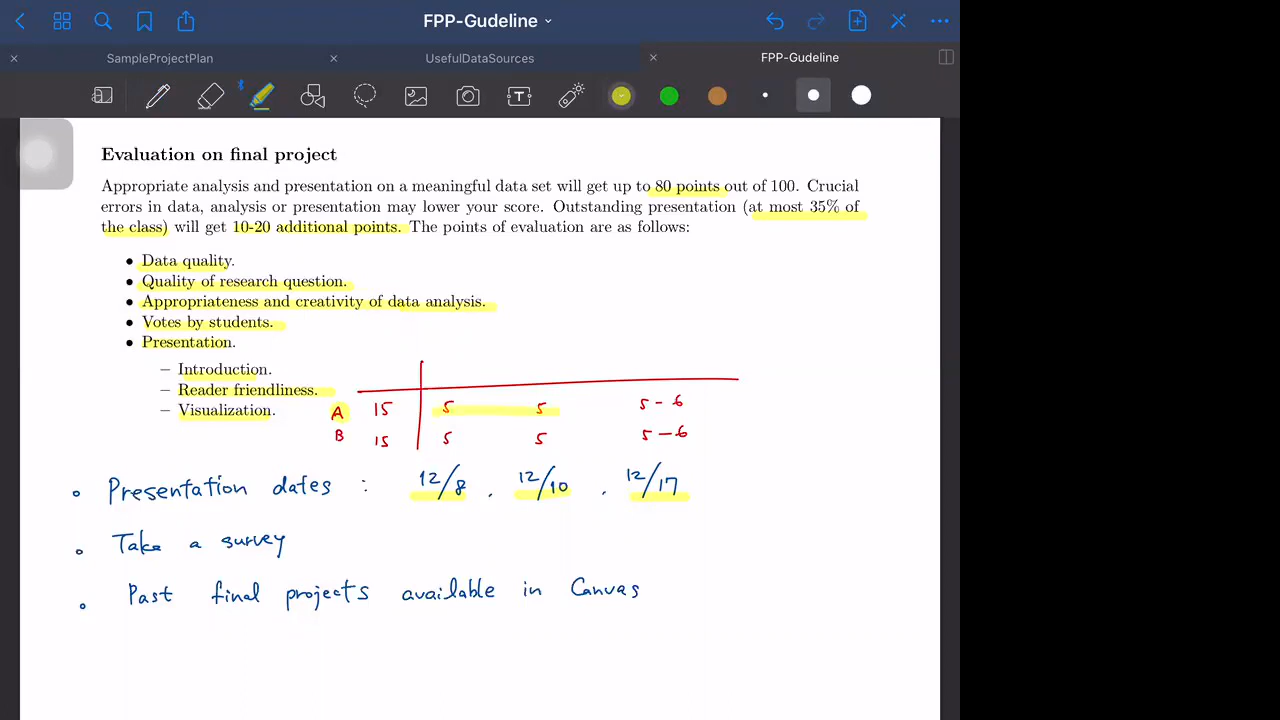 FPP-Gudeline
SampleProjectPlan
UsefulDataSources
FPP-Gudeline
T
Evaluation on final project
Appropriate analysis and presentation on a meaningful data set will get up to 80 points out of 100. Crucial
errors in data, analysis or presentation may lower your score. Outstanding presentation (at most 35% of
the class) will get 10-20 additional points. The points of evaluation are as follows:
• Data quality.
• Quality of research question.
• Appropriateness and creativity of data analysis.
• Votes by students.
• Presentation.
– Introduction.
– Reader friendliness.
– Visualization.
A 15 5 5 5 - 6
B 15 5 5 5 - 6
Presentation dates : 12/8 , 12/10 , 12/17
Take a survey
Past final projects available in Canvas